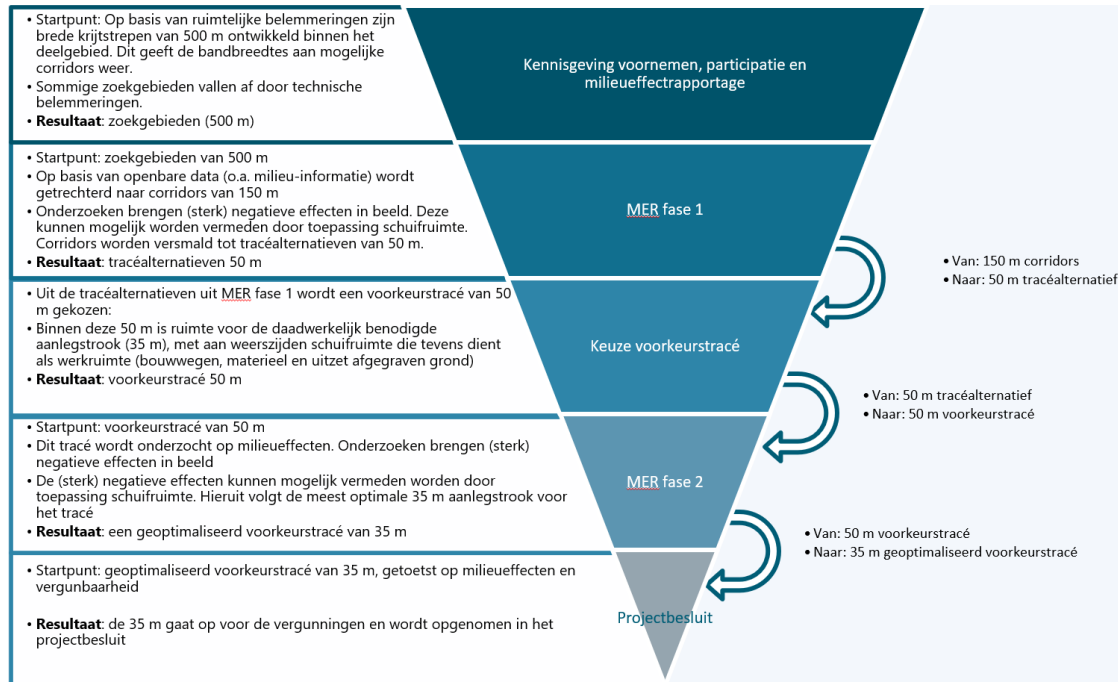 • Startpunt: Op basis van ruimtelijke belemmeringen zijn
brede krijtstrepen van 500 m ontwikkeld binnen het
deelgebied. Dit geeft de bandbreedtes aan mogelijke
corridors weer.
• Sommige zoekgebieden vallen af door technische
belemmeringen.
• Resultaat: zoekgebieden (500 m)
Kennisgeving voornemen, participatie en
milieueffectrapportage
• Startpunt: zoekgebieden van 500 m
• Op basis van openbare data (o.a. milieu-informatie) wordt
getrechterd naar corridors van 150 m
• Onderzoeken brengen (sterk) negatieve effecten in beeld. Deze
kunnen mogelijk worden vermeden door toepassing schuifruimte.
Corridors worden versmald tot tracéalternatieven van 50 m.
• Resultaat: tracéalternatieven 50 m
MER fase 1
• Van: 150 m corridors
• Naar: 50 m tracéalternatief
• Uit de tracéalternatieven uit MER fase 1 wordt een voorkeurstracé van 50
m gekozen:
• Binnen deze 50 m is ruimte voor de daadwerkelijk benodigde
aanlegstrook (35 m), met aan weerszijden schuifruimte die tevens dient
als werkruimte (bouwwegen, materieel en uitzet afgegraven grond)
• Resultaat: voorkeurstracé 50 m
Keuze voorkeurstracé
• Van: 50 m tracéalternatief
• Naar: 50 m voorkeurstracé
• Startpunt: voorkeurstracé van 50 m
• Dit tracé wordt onderzocht op milieueffecten. Onderzoeken brengen (sterk)
negatieve effecten in beeld
• De (sterk) negatieve effecten kunnen mogelijk vermeden worden door
toepassing schuifruimte. Hieruit volgt de meest optimale 35 m aanlegstrook voor
het tracé
• Resultaat: een geoptimaliseerd voorkeurstracé van 35 m
MER fase 2
• Van: 50 m voorkeurstracé
• Naar: 35 m geoptimaliseerd voorkeurstracé
• Startpunt: geoptimaliseerd voorkeurstracé van 35 m, getoetst op milieueffecten en
vergunbaarheid
• Resultaat: de 35 m gaat op voor de vergunningen en wordt opgenomen in het
projectbesluit
Projectbesluit